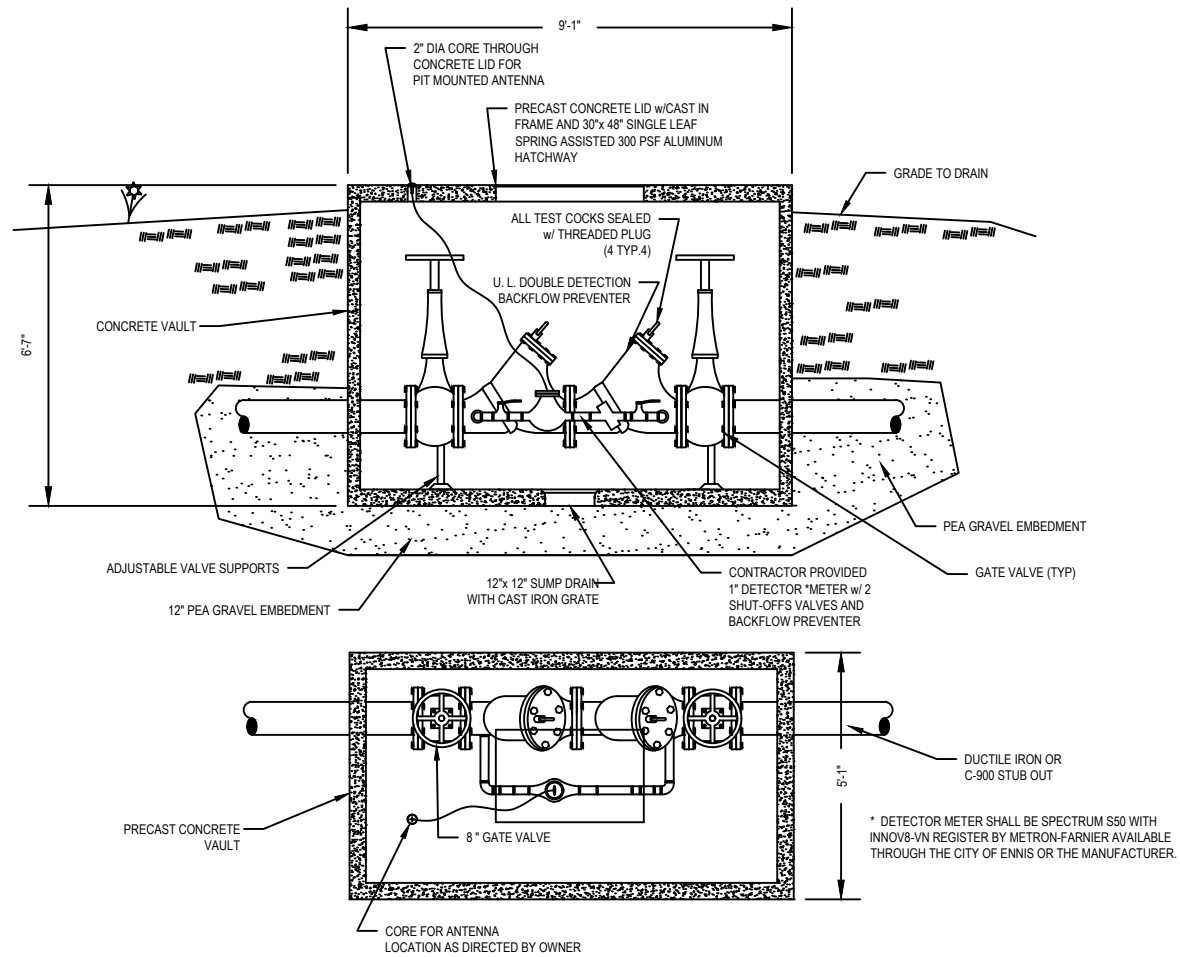 9'-1"
2" DIA CORE THROUGH
CONCRETE LID FOR
PIT MOUNTED ANTENNA
PRECAST CONCRETE LID w/CAST IN
FRAME AND 30"x 48" SINGLE LEAF
SPRING ASSISTED 300 PSF ALUMINUM
HATCHWAY
GRADE TO DRAIN
ALL TEST COCKS SEALED
w/ THREADED PLUG
(4 TYP.4)
U. L. DOUBLE DETECTION
BACKFLOW PREVENTER
CONCRETE VAULT
6'-7"
PEA GRAVEL EMBEDMENT
ADJUSTABLE VALVE SUPPORTS
12"x 12" SUMP DRAIN
WITH CAST IRON GRATE
CONTRACTOR PROVIDED
1" DETECTOR *METER w/ 2
SHUT-OFFS VALVES AND
BACKFLOW PREVENTER
GATE VALVE (TYP)
12" PEA GRAVEL EMBEDMENT
5'-1"
DUCTILE IRON OR
C-900 STUB OUT
PRECAST CONCRETE
VAULT
8 " GATE VALVE
* DETECTOR METER SHALL BE SPECTRUM S50 WITH
INNOV8-VN REGISTER BY METRON-FARNIER AVAILABLE
THROUGH THE CITY OF ENNIS OR THE MANUFACTURER.
CORE FOR ANTENNA
LOCATION AS DIRECTED BY OWNER